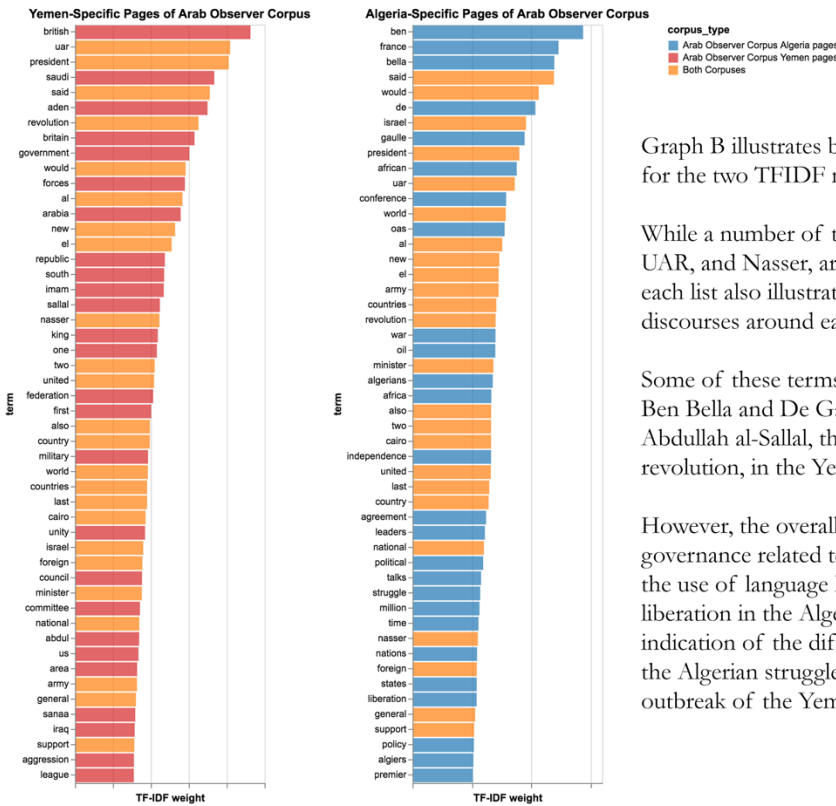 Yemen-Specific Pages of Arab Observer Corpus
british
uar
president
saudi
said
aden
revolution
britain
government
would
forces
al
arabia
new
el
republic
south
imam
sallal
nasser
king
one
two
united
federation
first
also
country
military
world
countries
last
cairo
unity
israel
foreign
council
minister
committee
national
abdul
us
area
army
general
sanaa
iraq
support
aggression
league
term
TF-IDF weight
Algeria-Specific Pages of Arab Observer Corpus
ben
france
bella
said
would
de
israel
gaulle
president
african
uar
conference
world
oas
al
new
el
army
countries
revolution
war
oil
minister
algerians
africa
also
two
cairo
independence
united
last
country
agreement
leaders
national
political
talks
struggle
million
time
nasser
nations
foreign
states
liberation
general
support
policy
algiers
premier
term
TF-IDF weight
corpus_type
Arab Observer Corpus Algeria pages
Arab Observer Corpus Yemen pages
Both Corpuses
Graph B illustrates b
for the two TFIDF
While a number of t
UAR, and Nasser, ar
each list also illustrat
discourses around ea
Some of these terms
Ben Bella and De G
Abdullah al-Sallal, th
revolution, in the Ye
However, the overall
governance related t
the use of language
liberation in the Alge
indication of the dif
the Algerian struggle
outbreak of the Yem